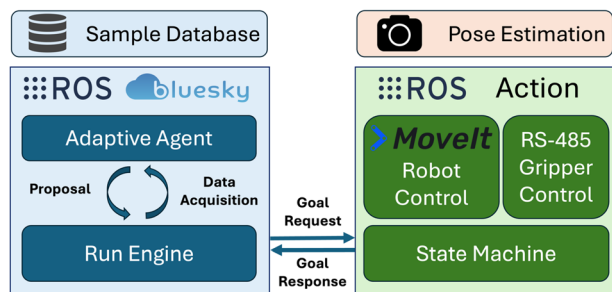 Sample Database
Pose Estimation
ROS bluesky
ROS Action
Adaptive Agent
Proposal
Data
Acquisition
Run Engine
Goal
Request
Goal
Response
MoveIt
Robot
Control
RS-485
Gripper
Control
State Machine